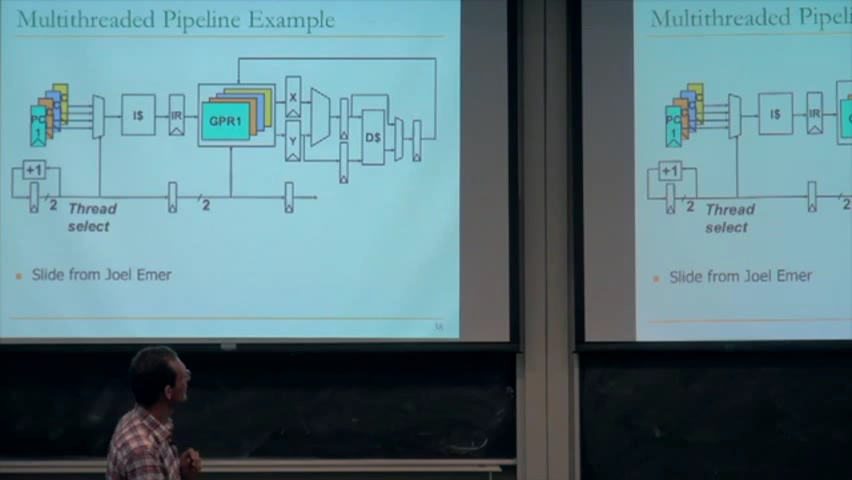 Multithreaded Pipeline Example
PC
1
I$
IR
GPR1
X
Y
D$
+1
2
Thread
select
2
Slide from Joel Emer
Multithreaded Pipeli
PC
1
I$
IR
+1
2
Thread
select
2
Slide from Joel Emer